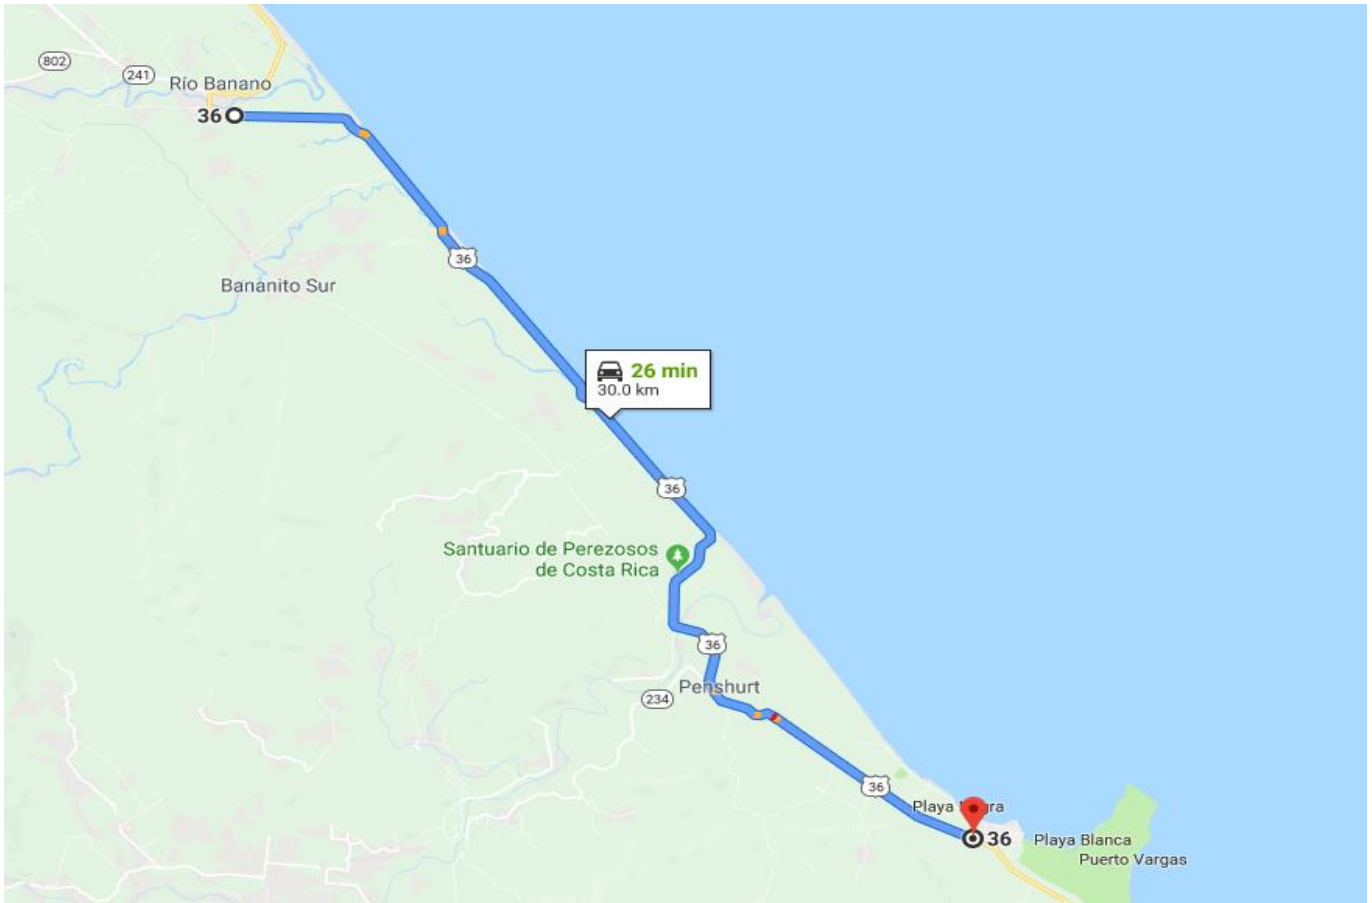 802
241
Río Banano
36
36
Bananito Sur
26 min
30.0 km
36
Santuario de Perezosos
de Costa Rica
36
Penshurt
234
36
Playa Negra
36
Playa Blanca
Puerto Vargas